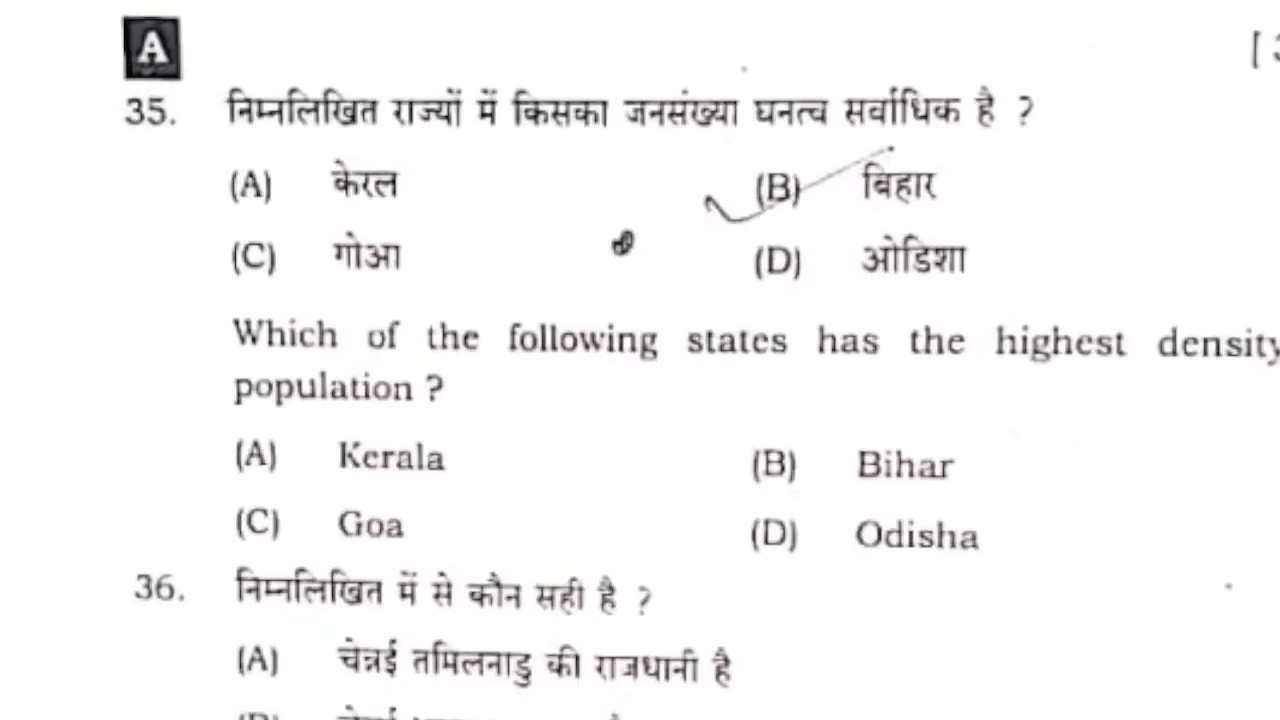 A
[ 3
35. निम्नलिखित राज्यों में किसका जनसंख्या घनत्व सर्वाधिक है ?
(A) केरल (B) बिहार
(C) गोआ (D) ओडिशा
Which of the following states has the highest density
population ?
(A) Kerala (B) Bihar
(C) Goa (D) Odisha
36. निम्नलिखित में से कौन सही है ?
(A) चेन्नई तमिलनाडु की राजधानी है